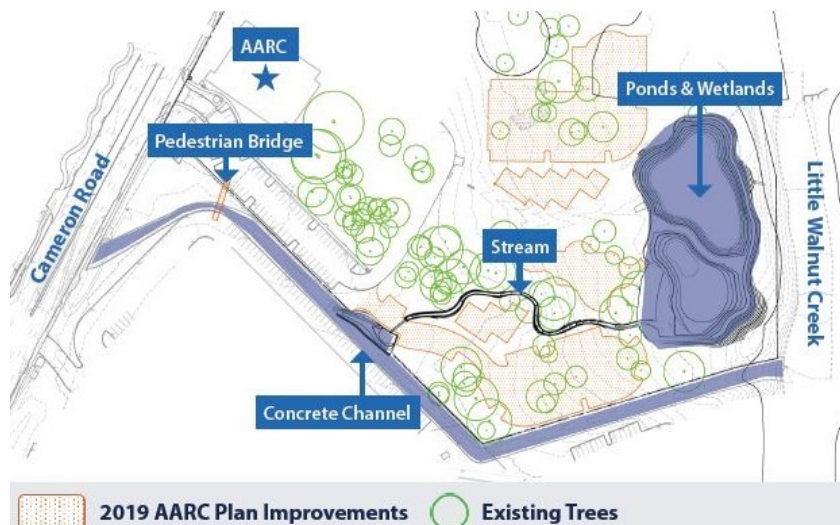 AARC
Ponds & Wetlands
Pedestrian Bridge
Cameron Road
Little Walnut Creek
Stream
Concrete Channel
2019 AARC Plan Improvements
Existing Trees